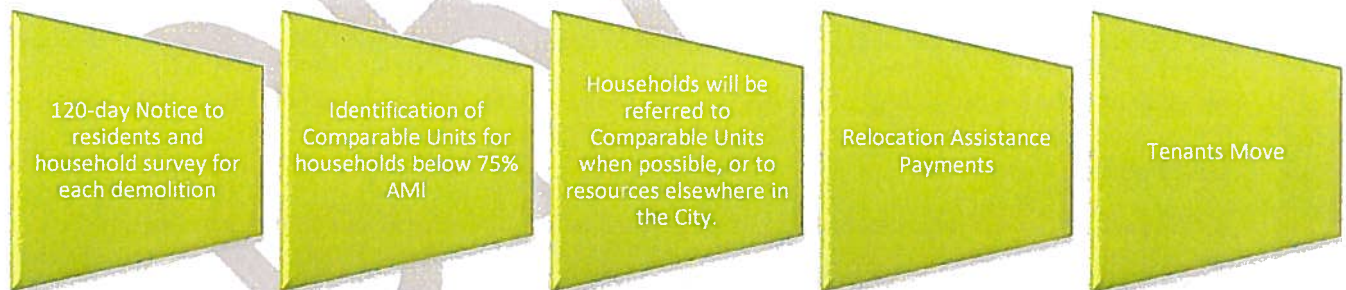 120-day Notice to
residents and
household survey for
each demolition
Identification of
Comparable Units for
households below 75%
AMI
Households will be
referred to
Comparable Units
when possible, or to
resources elsewhere in
the City.
Relocation Assistance
Payments
Tenants Move